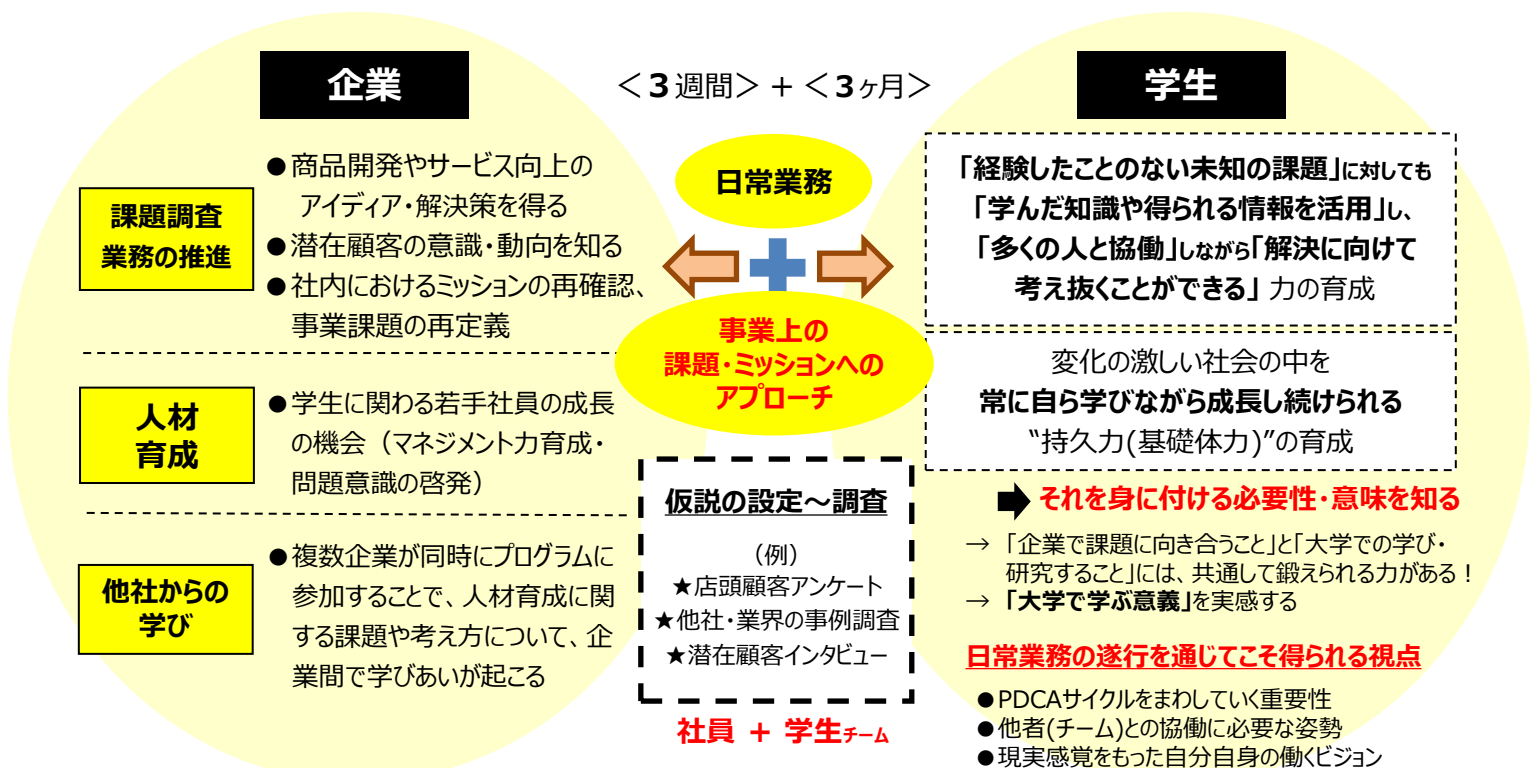 企業
＜３週間＞＋＜３ヶ月＞
学生
課題調査
業務の推進
●商品開発やサービス向上の
アイディア・解決策を得る
●潜在顧客の意識・動向を知る
●社内におけるミッションの再確認、
事業課題の再定義
人材
育成
●学生に関わる若手社員の成長
の機会（マネジメント力育成・
問題意識の啓発）
他社からの
学び
●複数企業が同時にプログラムに
参加することで、人材育成に関
する課題や考え方について、企
業間で学びあいが起こる
日常業務
事業上の
課題・ミッションへの
アプローチ
仮説の設定～調査
（例）
★店頭顧客アンケート
★他社・業界の事例調査
★潜在顧客インタビュー
社員 ＋ 学生チーム
「経験したことのない未知の課題」に対しても
「学んだ知識や得られる情報を活用」し、
「多くの人と協働」しながら「解決に向けて
考え抜くことができる」 力の育成
変化の激しい社会の中を
常に自ら学びながら成長し続けられる
“持久力(基礎体力)”の育成
それを身に付ける必要性・意味を知る
→ 「企業で課題に向き合うこと」と「大学での学び・
研究すること」には、共通して鍛えられる力がある！
→ 「大学で学ぶ意義」を実感する
日常業務の遂行を通じてこそ得られる視点
●PDCAサイクルをまわしていく重要性
●他者(チーム)との協働に必要な姿勢
●現実感覚をもった自分自身の働くビジョン